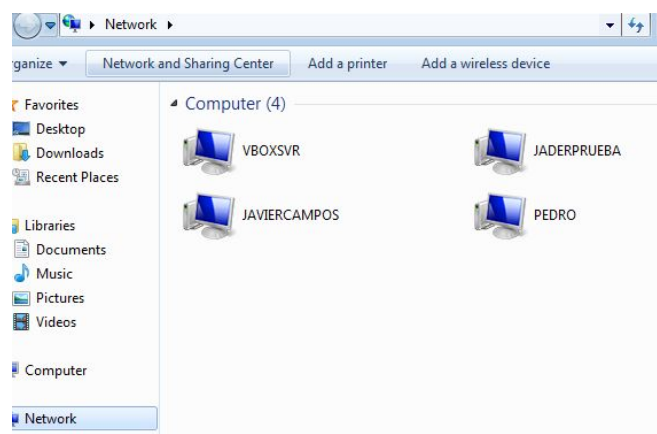 Network
rganize Network and Sharing Center Add a printer Add a wireless device
Favorites
Desktop
Downloads
Recent Places
Libraries
Documents
Music
Pictures
Videos
Computer
Network
Computer (4)
VBOXSVR
JADERPRUEBA
JAVIERCAMPOS
PEDRO